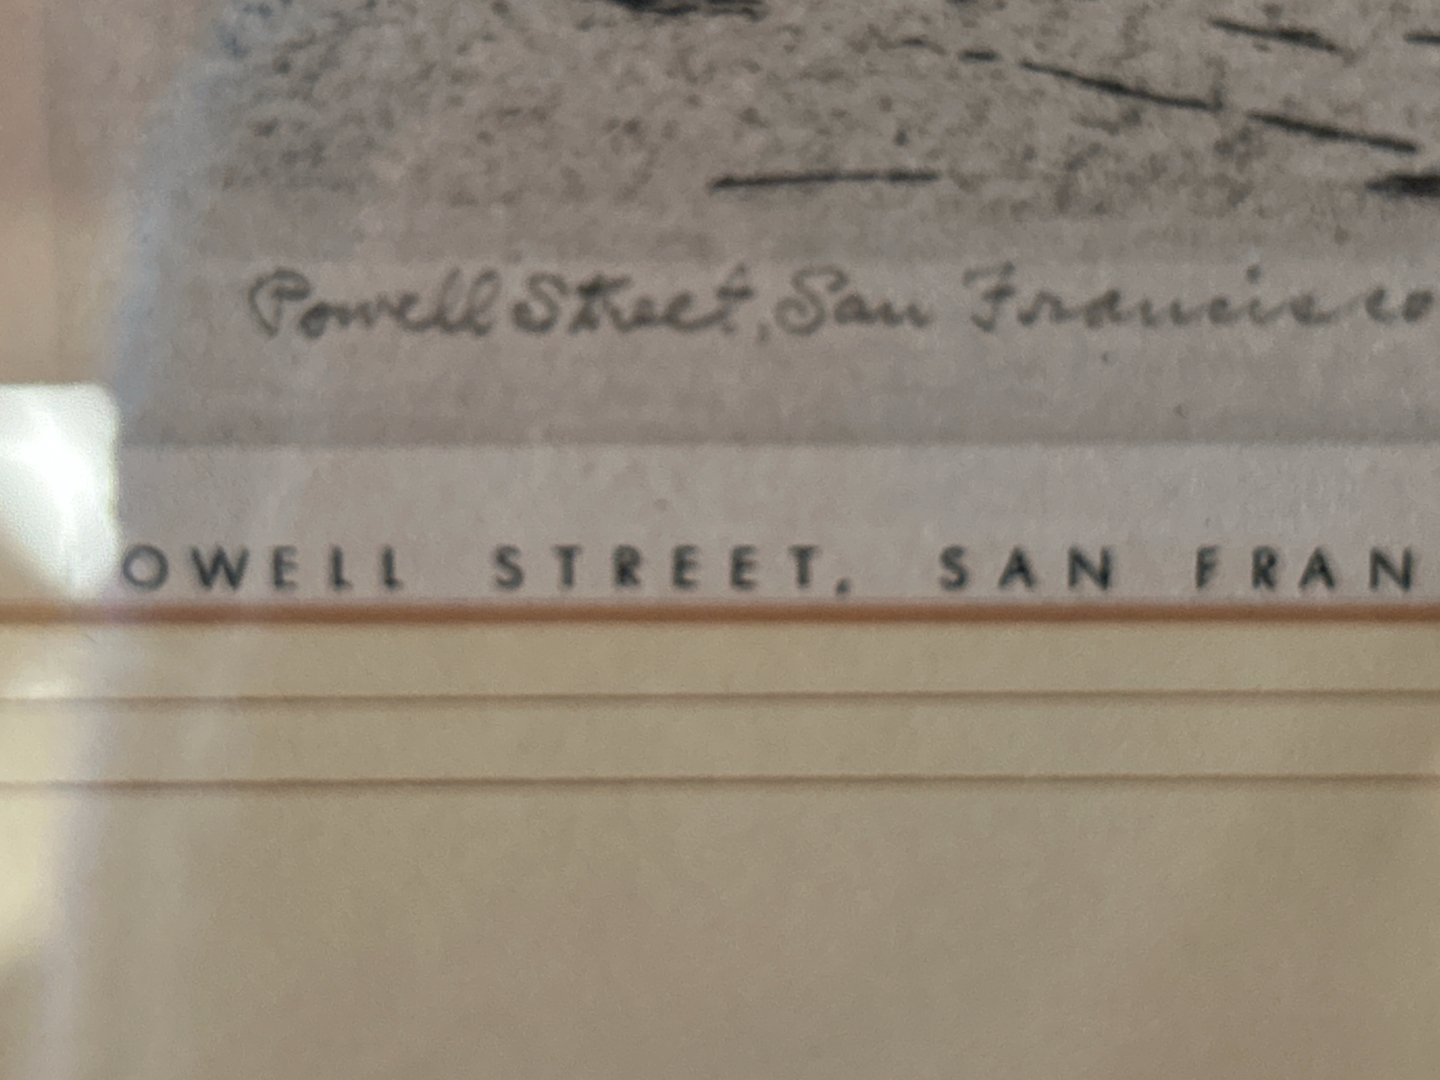 Powell Street, San Francisco
OWELL STREET, SAN FRAN